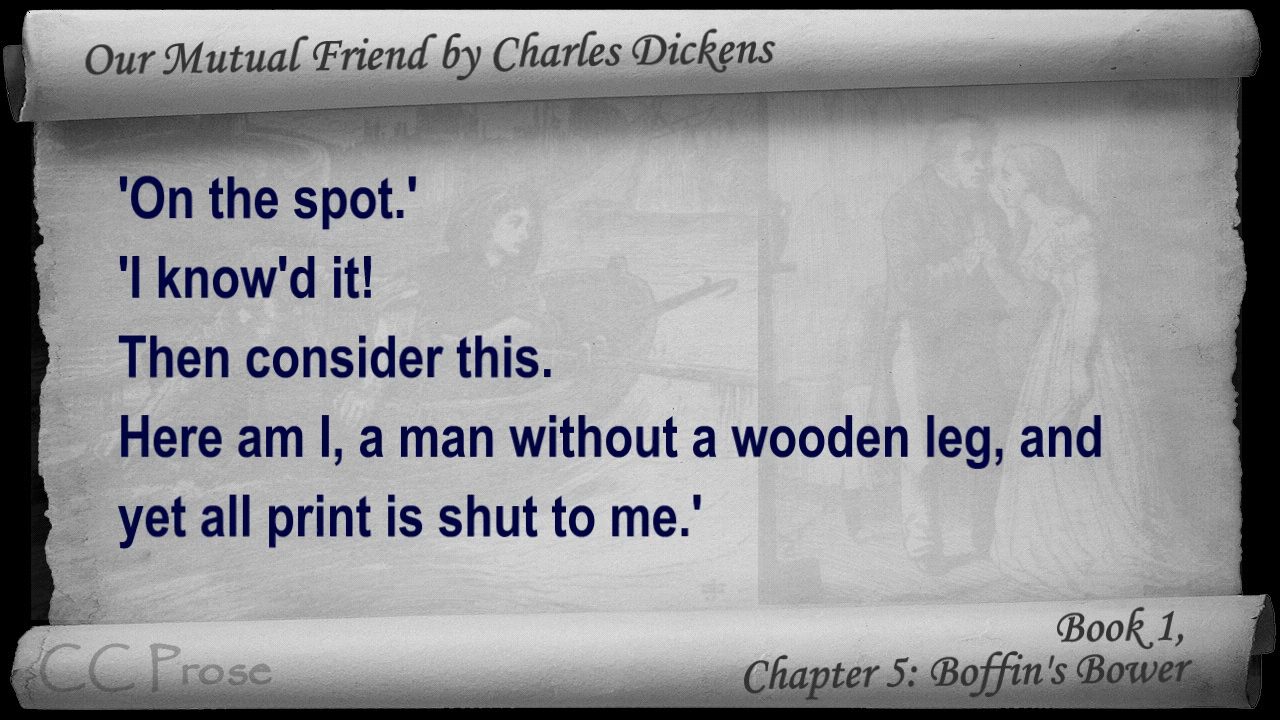 Our Mutual Friend by Charles Dickens
'On the spot.'
'I know'd it!
Then consider this.
Here am I, a man without a wooden leg, and
yet all print is shut to me.'
CC Prose
Book 1,
Chapter 5: Boffin's Bower